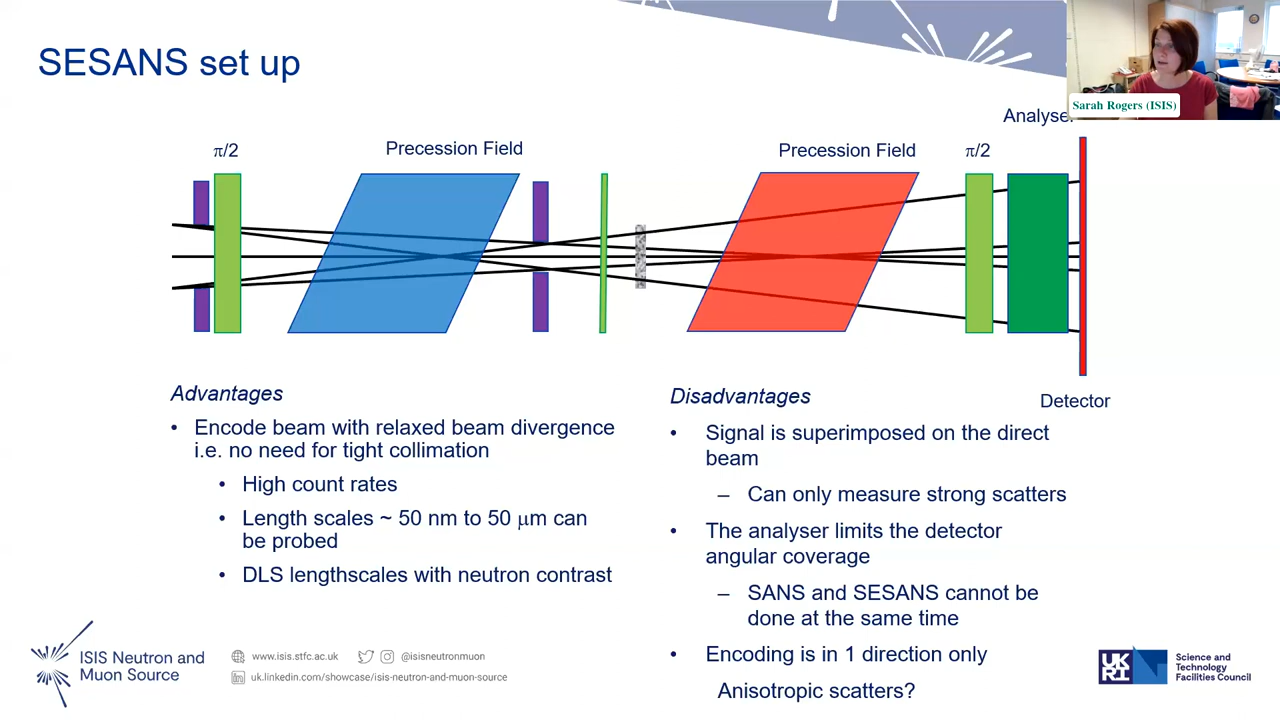 SESANS set up
Sarah Rogers (ISIS)
Analyser
π/2
Precession Field
Precession Field
π/2
Detector
Advantages
• Encode beam with relaxed beam divergence
i.e. no need for tight collimation
• High count rates
• Length scales ~ 50 nm to 50 μm can
be probed
• DLS lengthscales with neutron contrast
Disadvantages
• Signal is superimposed on the direct
beam
– Can only measure strong scatters
• The analyser limits the detector
angular coverage
– SANS and SESANS cannot be
done at the same time
• Encoding is in 1 direction only
Anisotropic scatters?
ISIS Neutron and
Muon Source
www.isis.stfc.ac.uk
@isisneutronmuon
uk.linkedin.com/showcase/isis-neutron-and-muon-source
UKRI
Science and
Technology
Facilities Council